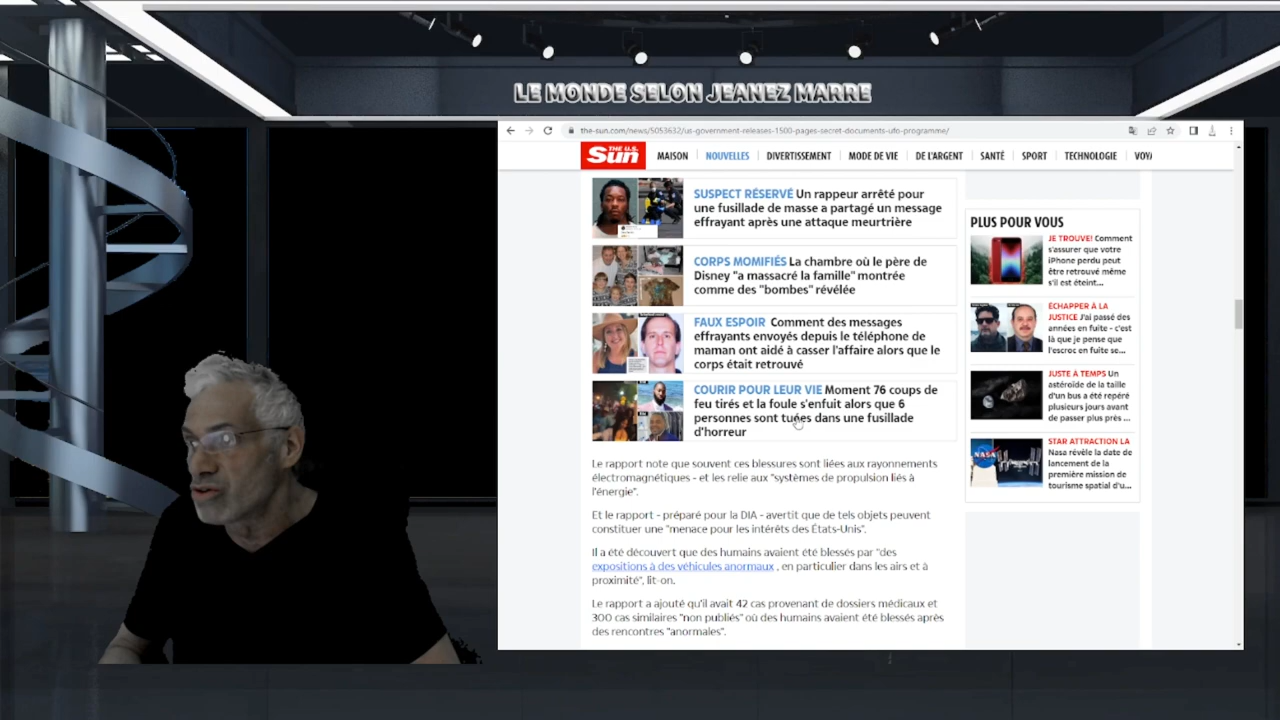 LE MONDE SELON JEANEZ MARRE
the-sun.com/news/5053632/us-government-releases-1500-pages-secret-documents-ufo-programme/
THE U.S. Sun
MAISON NOUVELLES DIVERTISSEMENT MODE DE VIE DE L'ARGENT SANTÉ SPORT TECHNOLOGIE VOYA
SUSPECT RÉSERVÉ Un rappeur arrêté pour
une fusillade de masse a partagé un message
effrayant après une attaque meurtrière
CORPS MOMIFIÉS La chambre où le père de
Disney "a massacré la famille" montrée
comme des "bombes" révélée
FAUX ESPOIR Comment des messages
effrayants envoyés depuis le téléphone de
maman ont aidé à casser l'affaire alors que le
corps était retrouvé
COURIR POUR LEUR VIE Moment 76 coups de
feu tirés et la foule s'enfuit alors que 6
personnes sont tuées dans une fusillade
d'horreur
Le rapport note que souvent ces blessures sont liées aux rayonnements
électromagnétiques - et les relie aux "systèmes de propulsion liés à
l'énergie".
Et le rapport - préparé pour la DIA - avertit que de tels objets peuvent
constituer une "menace pour les intérêts des États-Unis".
Il a été découvert que des humains avaient été blessés par "des
expositions à des véhicules anormaux , en particulier dans les airs et à
proximité", lit-on.
Le rapport a ajouté qu'il avait 42 cas provenant de dossiers médicaux et
300 cas similaires "non publiés" où des humains avaient été blessés après
des rencontres "anormales".
PLUS POUR VOUS
JE TROUVE! Comment
s'assurer que votre
iPhone perdu peut
être retrouvé même
s'il est éteint...
ÉCHAPPER À LA
JUSTICE J'ai passé des
années en fuite - c'est
là que je pense que
l'escroc en fuite se...
JUSTE À TEMPS Un
astéroïde de la taille
d'un bus a été repéré
plusieurs jours avant
de passer plus près ...
NASA
STAR ATTRACTION LA
Nasa révèle la date de
lancement de la
première mission de
tourisme spatial d'u...